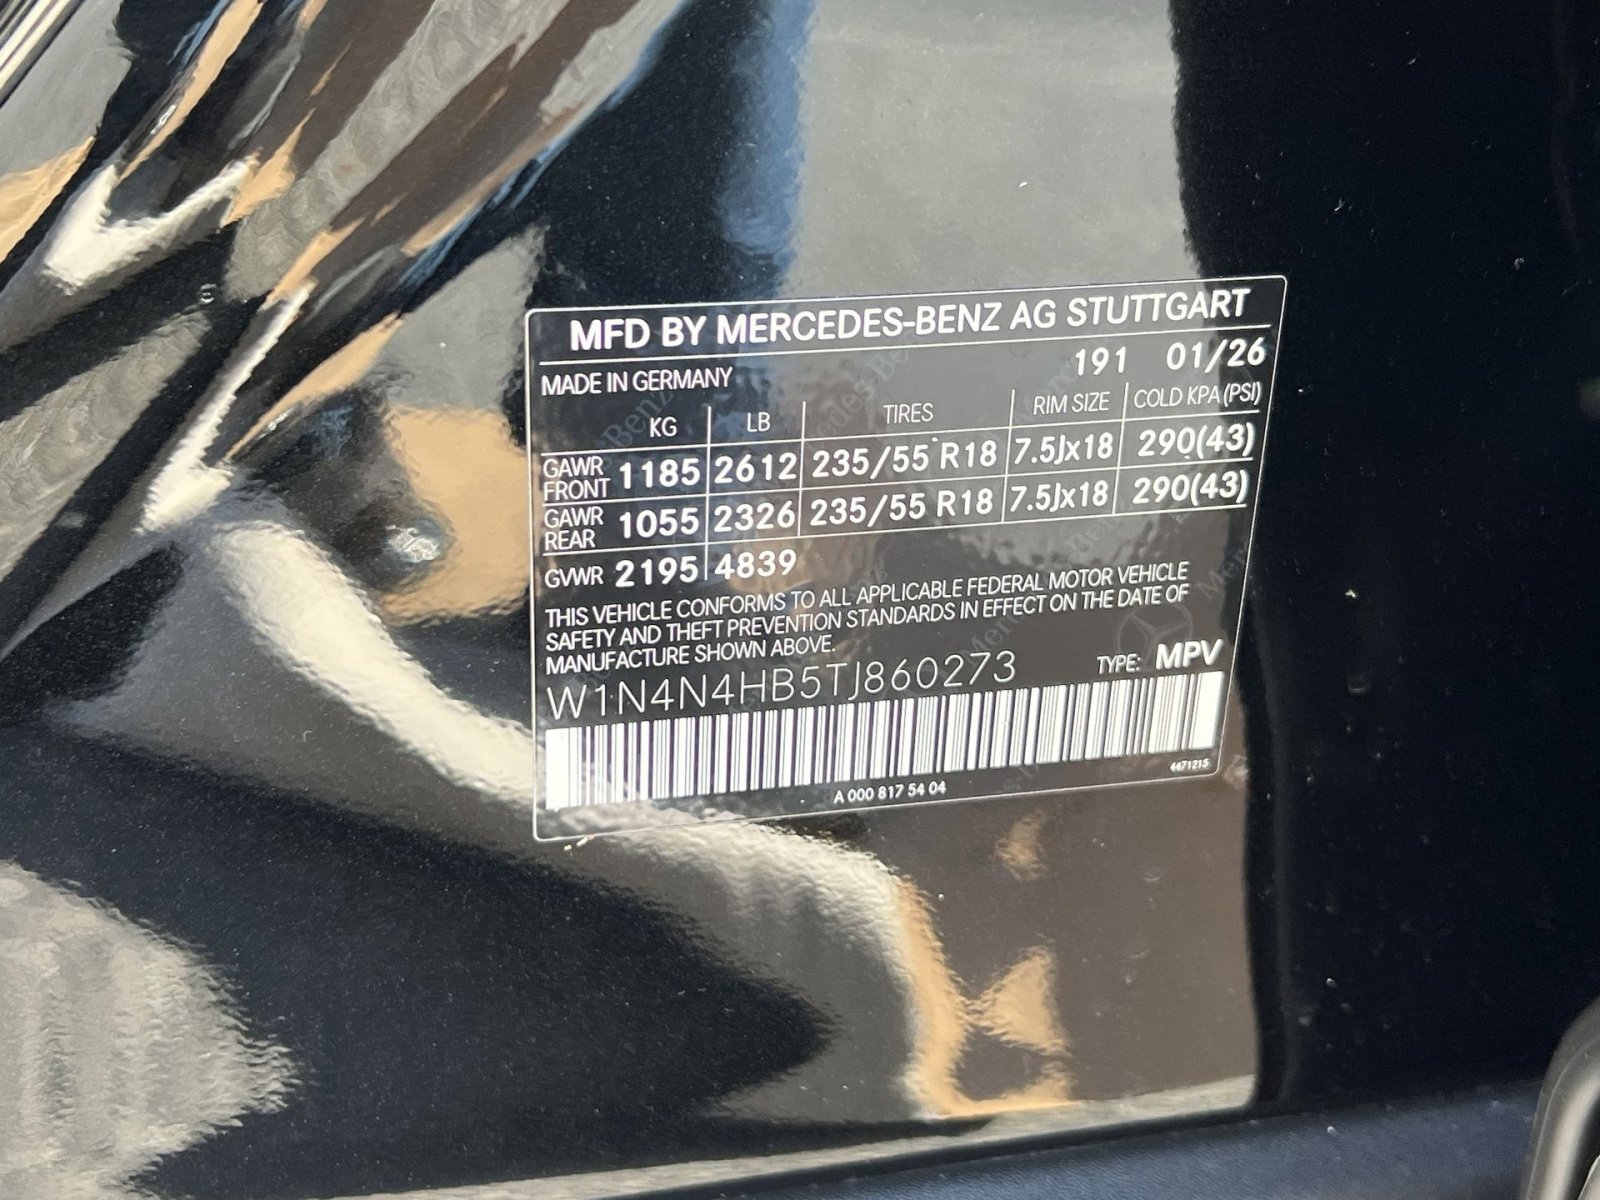 MFD BY MERCEDES-BENZ AG STUTTGART
MADE IN GERMANY 191 01/26
KG LB TIRES RIM SIZE COLD KPA(PSI)
GAWR FRONT 1185 2612 235/55 R18 7.5Jx18 290(43)
GAWR REAR 1055 2326 235/55 R18 7.5Jx18 290(43)
GVWR 2195 4839
THIS VEHICLE CONFORMS TO ALL APPLICABLE FEDERAL MOTOR VEHICLE
SAFETY AND THEFT PREVENTION STANDARDS IN EFFECT ON THE DATE OF
MANUFACTURE SHOWN ABOVE.
W1N4N4HB5TJ860273 TYPE: MPV
A 000 817 54 04
4471215